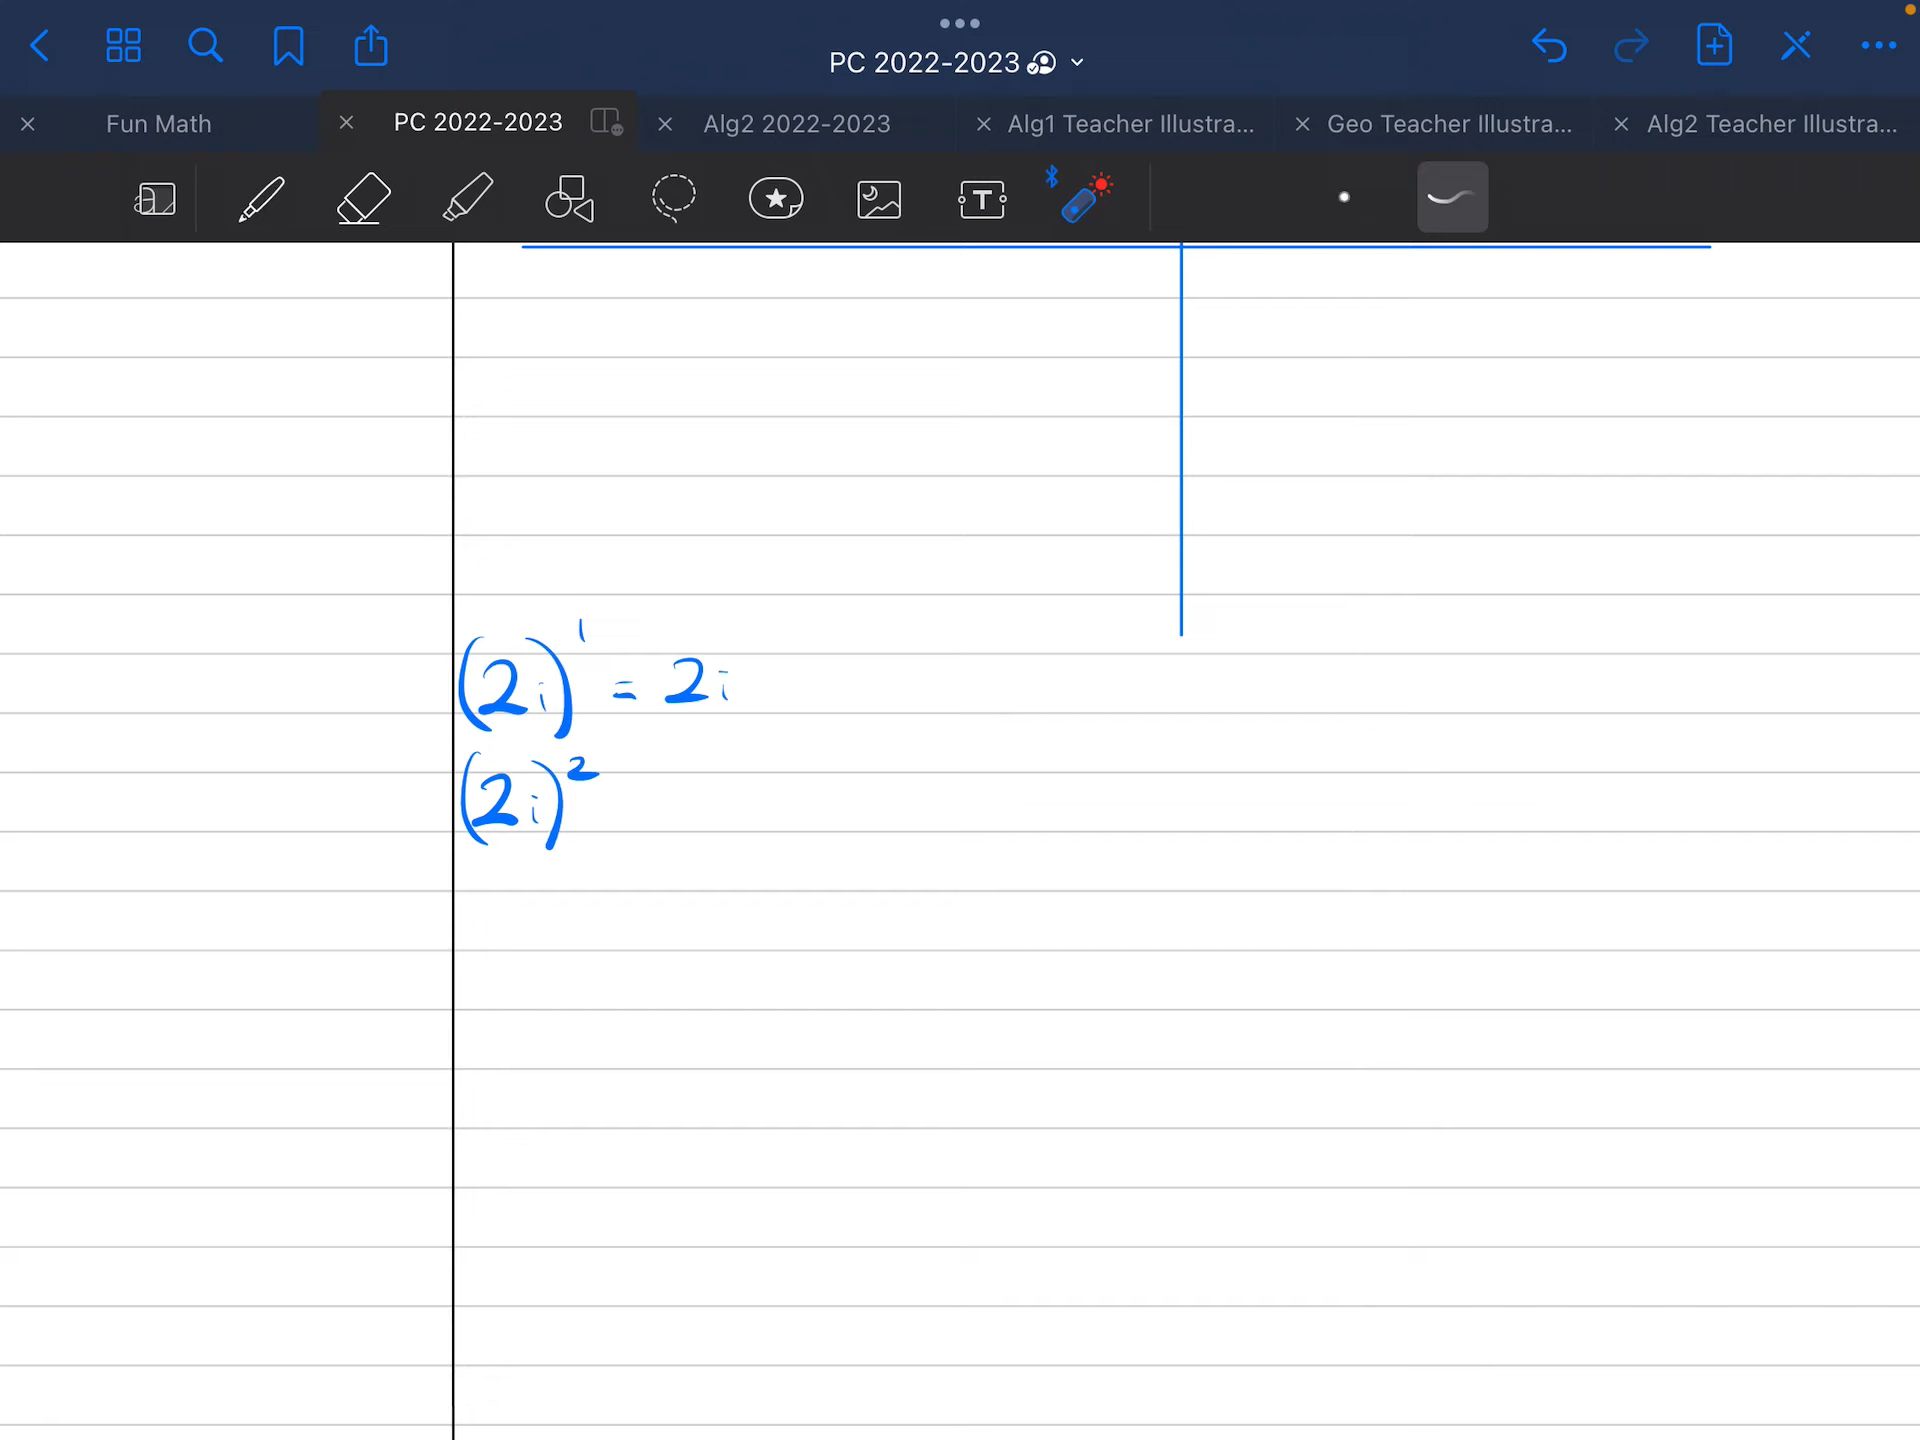 PC 2022-2023
Fun Math
PC 2022-2023
Alg2 2022-2023
Alg1 Teacher Illustra...
Geo Teacher Illustra...
Alg2 Teacher Illustra...
(2i)¹ = 2i
(2i)²